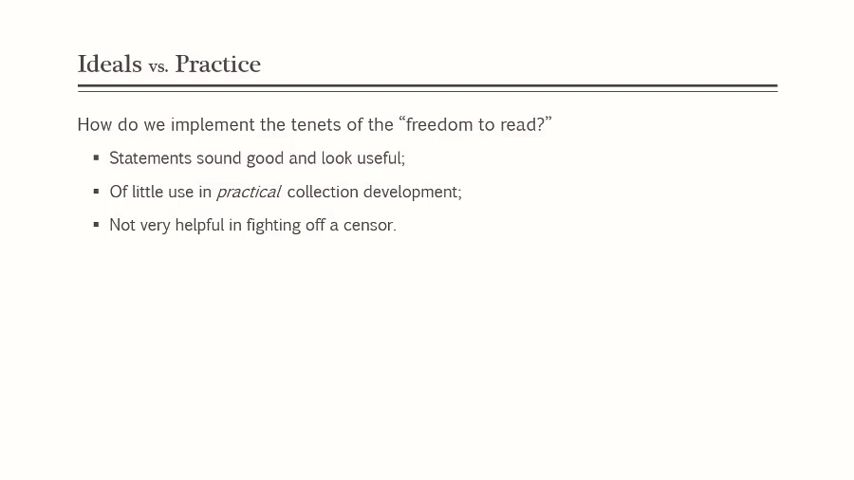 Ideals vs. Practice
How do we implement the tenets of the “freedom to read?”
▪ Statements sound good and look useful;
▪ Of little use in practical collection development;
▪ Not very helpful in fighting off a censor.